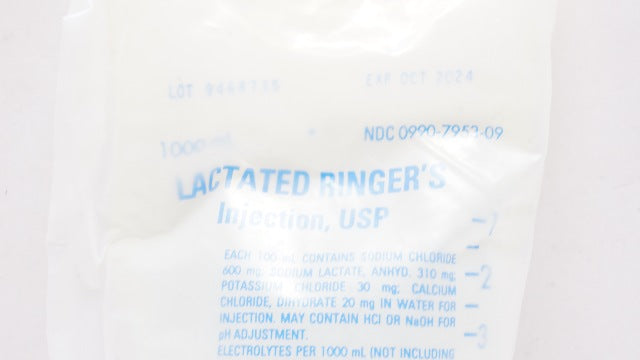 LOT 9468735
EXP OCT 2024
1000 mL
NDC 0990-7953-09
LACTATED RINGER'S
Injection, USP
EACH 100 mL CONTAINS SODIUM CHLORIDE
600 mg; SODIUM LACTATE, ANHYD. 310 mg;
POTASSIUM CHLORIDE 30 mg; CALCIUM
CHLORIDE, DIHYDRATE 20 mg IN WATER FOR
INJECTION. MAY CONTAIN HCl OR NaOH FOR
pH ADJUSTMENT.
ELECTROLYTES PER 1000 mL (NOT INCLUDING
1
2
3